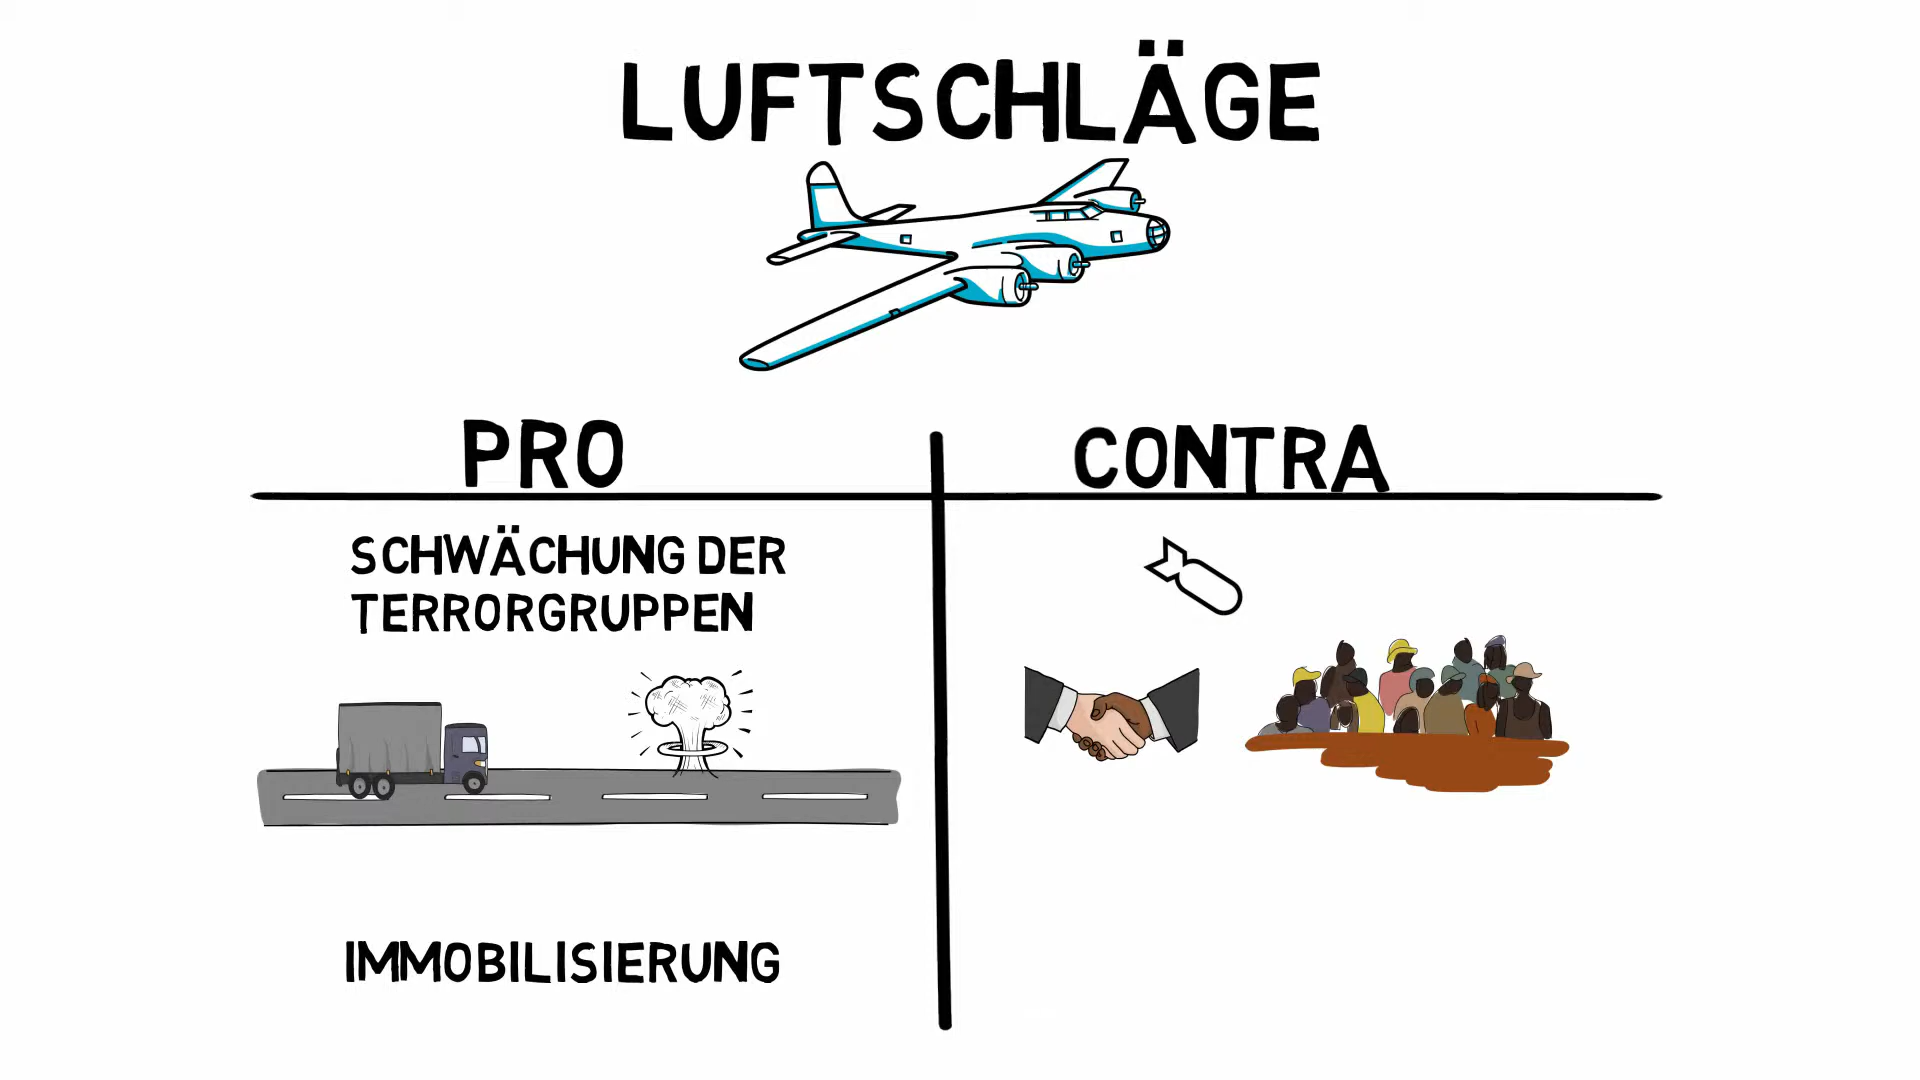 LUFTSCHLÄGE
PRO
CONTRA
SCHWÄCHUNG DER
TERRORGRUPPEN
IMMOBILISIERUNG